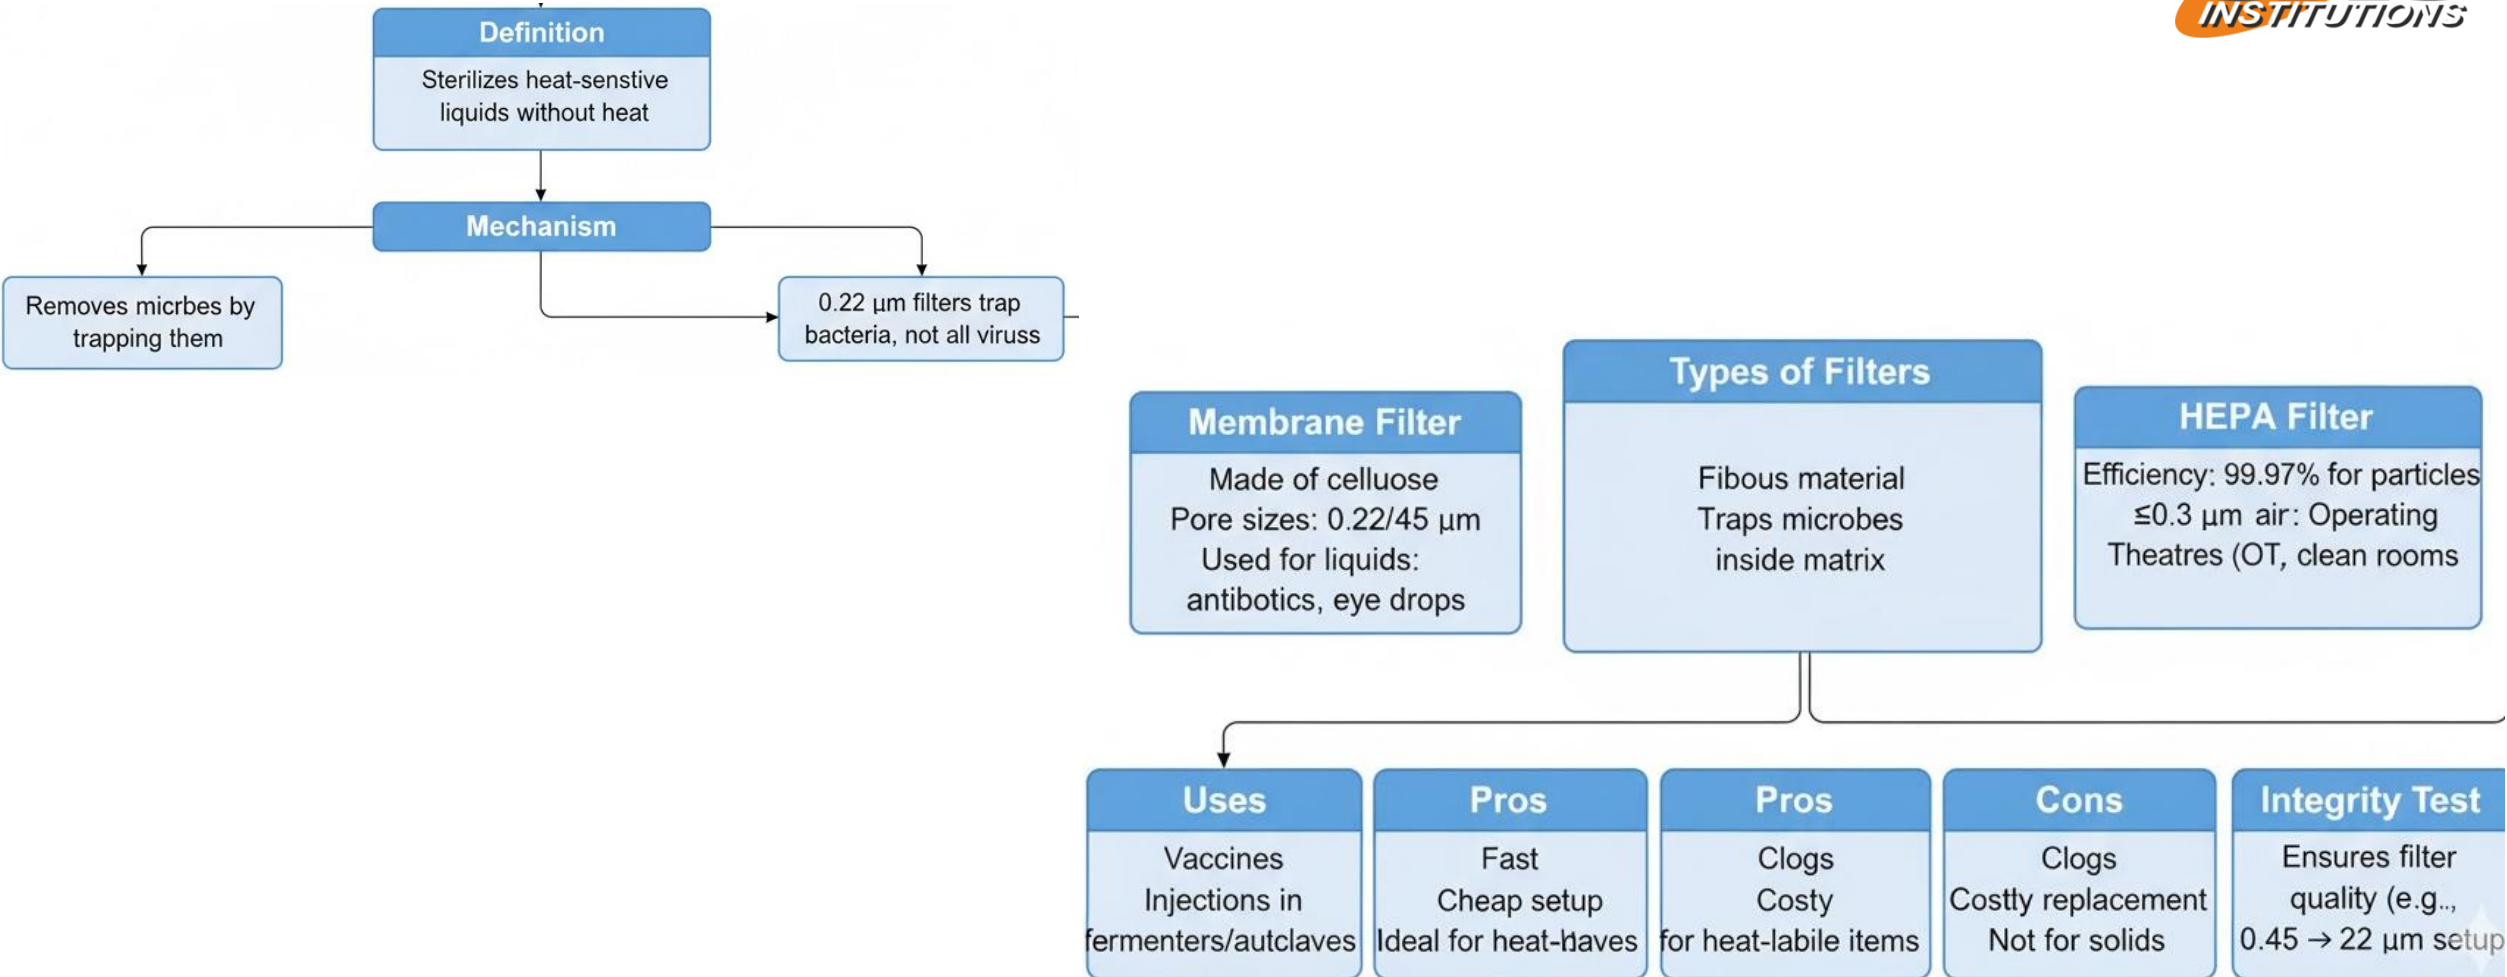 INSTITUTIONS
Definition
Sterilizes heat-senstive
liquids without heat
Mechanism
Removes micrbes by
trapping them
0.22 µm filters trap
bacteria, not all viruss
Types of Filters
Fibous material
Traps microbes
inside matrix
Membrane Filter
Made of celluose
Pore sizes: 0.22/45 µm
Used for liquids:
antibotics, eye drops
HEPA Filter
Efficiency: 99.97% for particles
≤0.3 µm air: Operating
Theatres (OT, clean rooms
Uses
Vaccines
Injections in
fermenters/autclaves
Pros
Fast
Cheap setup
Ideal for heat-haves
Pros
Clogs
Costy
for heat-labile items
Cons
Clogs
Costly replacement
Not for solids
Integrity Test
Ensures filter
quality (e.g..,
0.45 → 22 µm setup